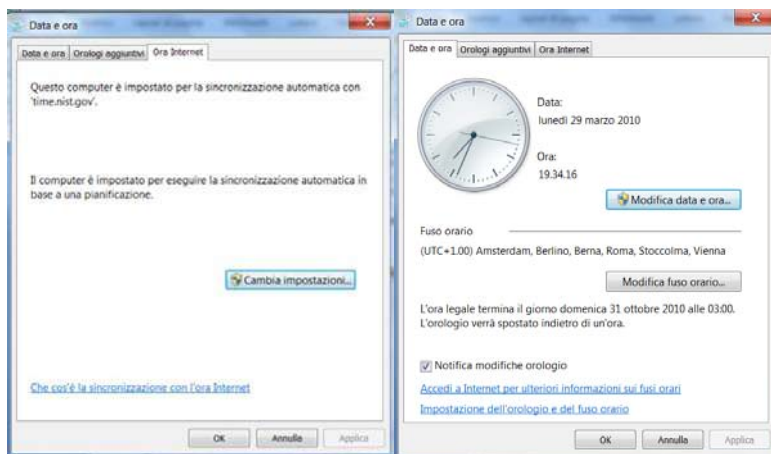 Data e ora
Data e ora Orologi aggiuntivi Ora Internet
Questo computer è impostato per la sincronizzazione automatica con
'time.nist.gov'.
Il computer è impostato per eseguire la sincronizzazione automatica in
base a una pianificazione.
Cambia impostazioni...
Che cos'è la sincronizzazione con l'ora Internet
OK Annulla Applica
Data e ora
Data e ora Orologi aggiuntivi Ora Internet
Data:
lunedì 29 marzo 2010
Ora:
19.34.16
Modifica data e ora...
Fuso orario
(UTC+1.00) Amsterdam, Berlino, Berna, Roma, Stoccolma, Vienna
Modifica fuso orario...
L'ora legale termina il giorno domenica 31 ottobre 2010 alle 03:00.
L'orologio verrà spostato indietro di un'ora.
Notifica modifiche orologio
Accedi a Internet per ulteriori informazioni sui fusi orari
Impostazione dell'orologio e del fuso orario
OK Annulla Applica